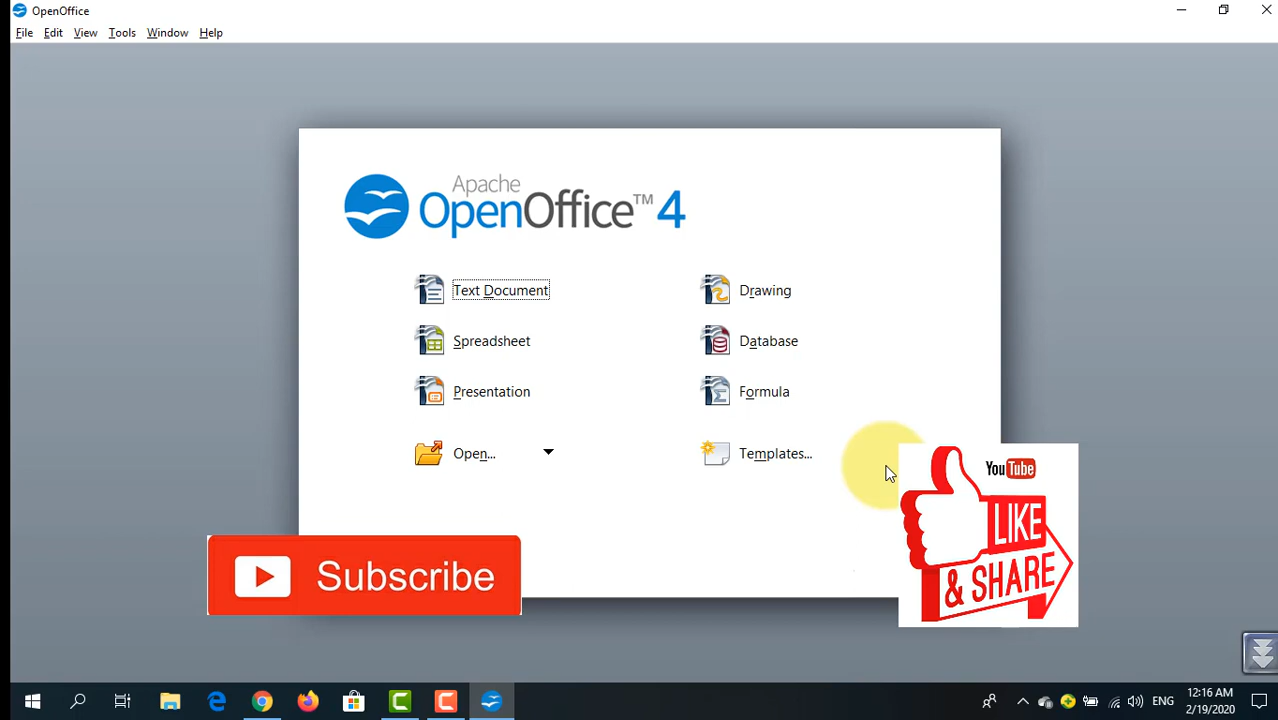 OpenOffice
File Edit View Tools Window Help
Apache
OpenOffice™ 4
Text Document
Drawing
Spreadsheet
Database
Presentation
Formula
Open...
Templates...
YouTube
LIKE
& SHARE
Subscribe
ENG
12:16 AM
2/19/2020